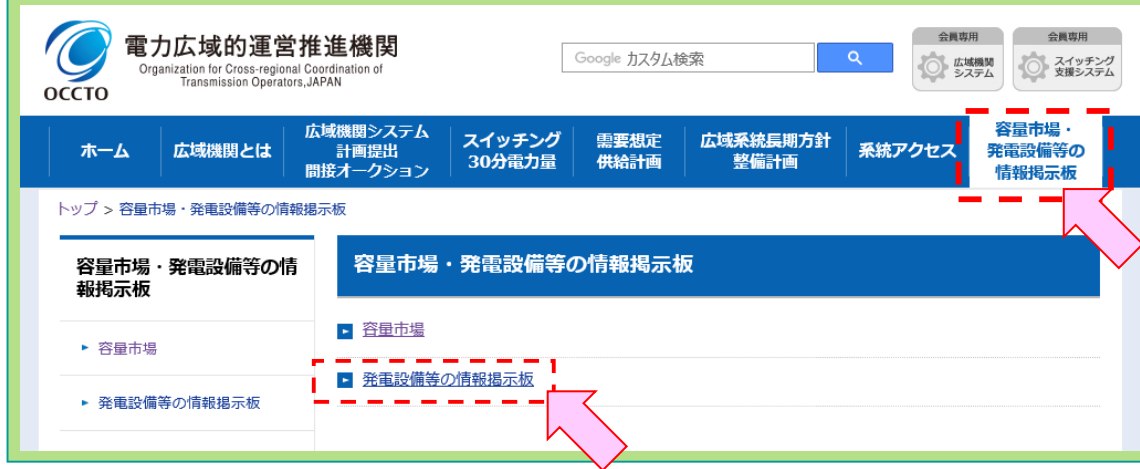 電力広域的運営推進機関
Organization for Cross-regional Coordination of
Transmission Operators,JAPAN
OCCTO
Google カスタム検索
会員専用
広域機関
システム
会員専用
スイッチング
支援システム
ホーム
広域機関とは
広域機関システム
計画提出
間接オークション
スイッチング
30分電力量
需要想定
供給計画
広域系統長期方針
整備計画
系統アクセス
容量市場・
発電設備等の
情報掲示板
トップ > 容量市場・発電設備等の情報掲示板
容量市場・発電設備等の情
報掲示板
容量市場
発電設備等の情報掲示板
容量市場・発電設備等の情報掲示板
容量市場
発電設備等の情報掲示板